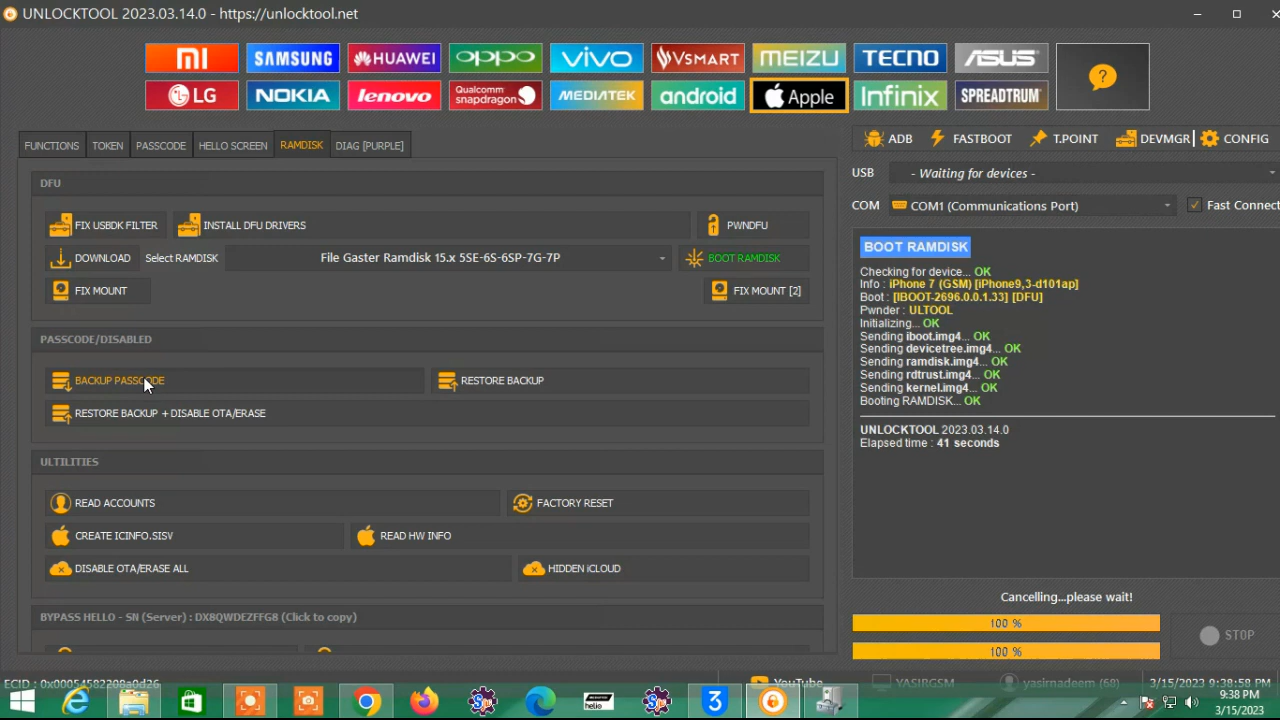 UNLOCKTOOL 2023.03.14.0 - https://unlocktool.net
mi SAMSUNG HUAWEI oppo vivo VSMART MEIZU TECNO ASUS ?
LG NOKIA lenovo Qualcomm snapdragon MEDIATEK android Apple Infinix SPREADTRUM
FUNCTIONS TOKEN PASSCODE HELLO SCREEN RAMDISK DIAG [PURPLE]
ADB FASTBOOT T.POINT DEVMGR CONFIG
USB - Waiting for devices -
COM COM1 (Communications Port) Fast Connect
DFU
FIX USBDK FILTER INSTALL DFU DRIVERS PWNDFU
DOWNLOAD Select RAMDISK File Gaster Ramdisk 15.x 5SE-6S-6SP-7G-7P BOOT RAMDISK
FIX MOUNT FIX MOUNT [2]
PASSCODE/DISABLED
BACKUP PASSCODE RESTORE BACKUP
RESTORE BACKUP + DISABLE OTA/ERASE
ULTILITIES
READ ACCOUNTS FACTORY RESET
CREATE ICINFO.SISV READ HW INFO
DISABLE OTA/ERASE ALL HIDDEN iCLOUD
BYPASS HELLO - SN (Server) : DX8QWDEZFFG8 (Click to copy)
BOOT RAMDISK
Checking for device... OK
Info : iPhone 7 (GSM) [iPhone9,3-d101ap]
Boot : [IBOOT-2696.0.0.1.33] [DFU]
Pwnder : ULTOOL
Initializing... OK
Sending iboot.img4... OK
Sending devicetree.img4... OK
Sending ramdisk.img4... OK
Sending rdtrust.img4... OK
Sending kernel.img4... OK
Booting RAMDISK... OK
UNLOCKTOOL 2023.03.14.0
Elapsed time : 41 seconds
Cancelling...please wait!
100 %
100 %
STOP
ECID : 0x00054582208a0d26 YouTube YASIRGSM yasirnadeem (68) 3/15/2023 9:38:58 PM
helio 3 9:38 PM
3/15/2023